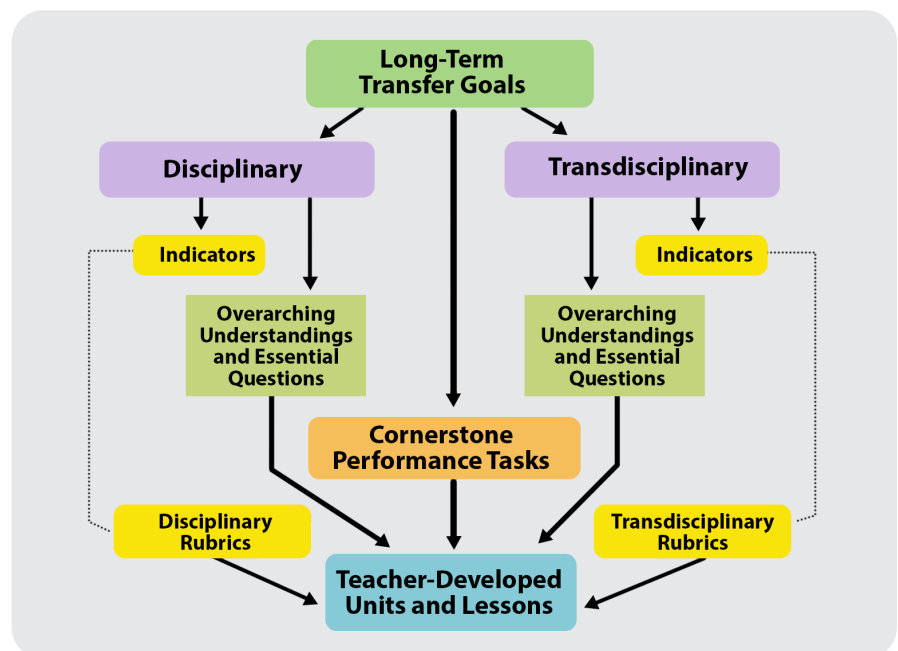 Long-Term
Transfer Goals
Disciplinary
Transdisciplinary
Indicators
Indicators
Overarching
Understandings
and Essential
Questions
Overarching
Understandings
and Essential
Questions
Cornerstone
Performance Tasks
Disciplinary
Rubrics
Transdisciplinary
Rubrics
Teacher-Developed
Units and Lessons